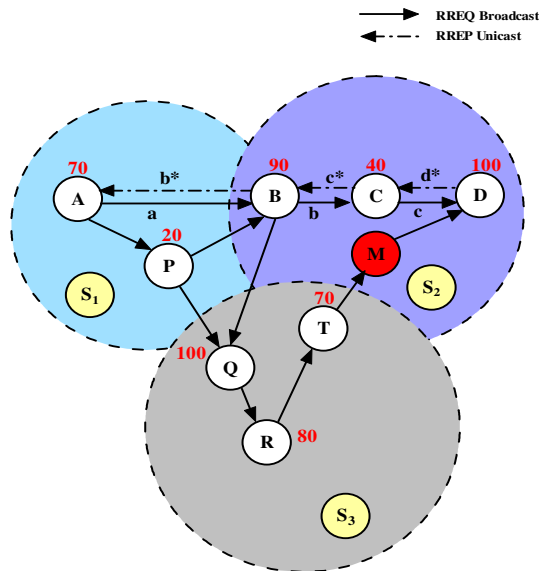 RREQ Broadcast
RREP Unicast
70 90 40 100
b* c* d*
A B C D
a b c
20
P M
S₁ S₂
70
T
100 Q
R 80
S₃